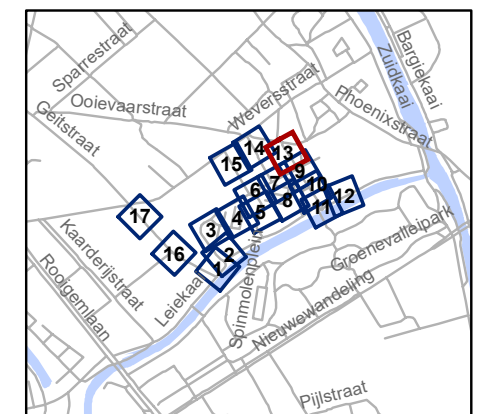 Sparrestraat
Bargiekaai
Zuidkaai
Weversstraat
Phoenixstraat
Ooievaarstraat
Geitstraat
14
13
15
9
7
10
6
12
8
11
5
4
17
3
16
2
1
Groenevalleipark
Kaarderijstraat
Spinmolenplein
Leiekaai
Rooigemlaan
Nieuwewandeling
Pijlstraat